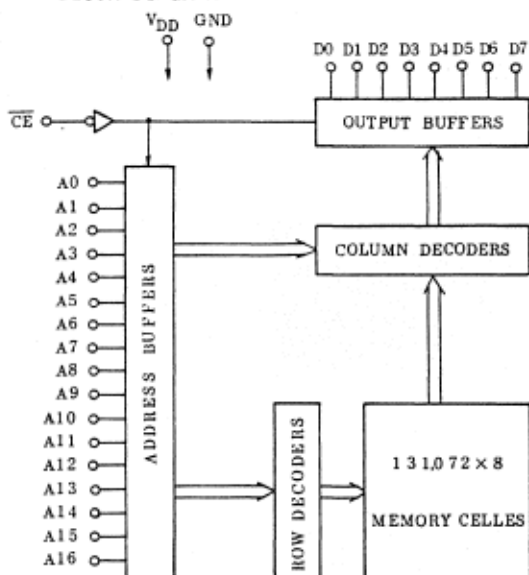 VDD GND
D0 D1 D2 D3 D4 D5 D6 D7
CE
OUTPUT BUFFERS
A0
A1
A2
A3
A4
A5
A6
A7
A8
A9
A10
A11
A12
A13
A14
A15
A16
ADDRESS BUFFERS
COLUMN DECODERS
ROW DECODERS
131,072×8
MEMORY CELLES